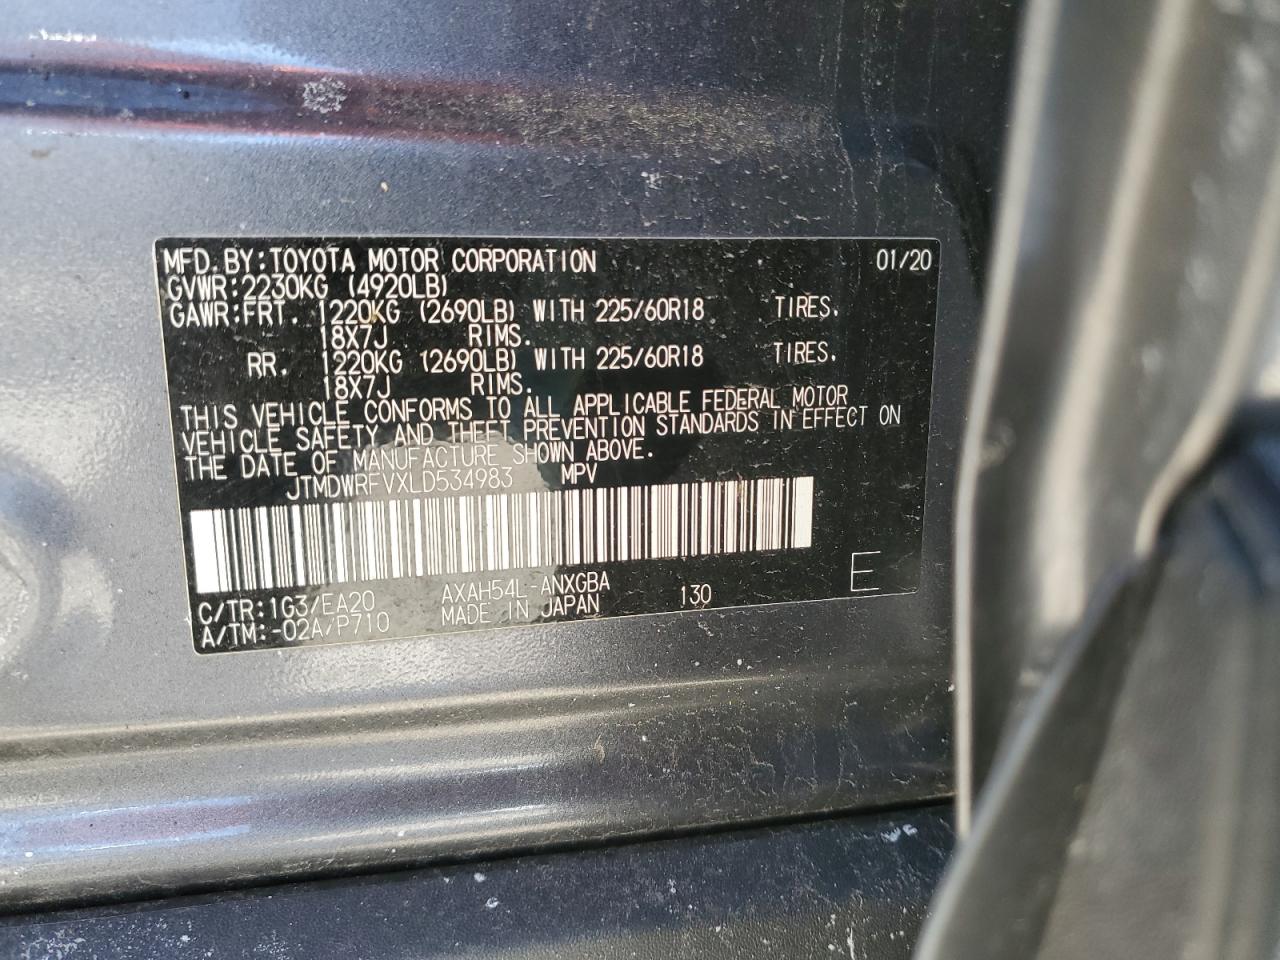 MFD. BY: TOYOTA MOTOR CORPORATION 01/20
GVWR: 2230KG (4920LB)
GAWR: FRT. 1220KG (2690LB) WITH 225/60R18 TIRES.
18X7J RIMS.
RR. 1220KG (2690LB) WITH 225/60R18 TIRES.
18X7J RIMS.
THIS VEHICLE CONFORMS TO ALL APPLICABLE FEDERAL MOTOR
VEHICLE SAFETY AND THEFT PREVENTION STANDARDS IN EFFECT ON
THE DATE OF MANUFACTURE SHOWN ABOVE.
JTMDWRFVXLD534983 MPV
C/TR: 1G3/EA20 AXAH54L-ANXGBA 130 E
A/TM: -02A/P710 MADE IN JAPAN